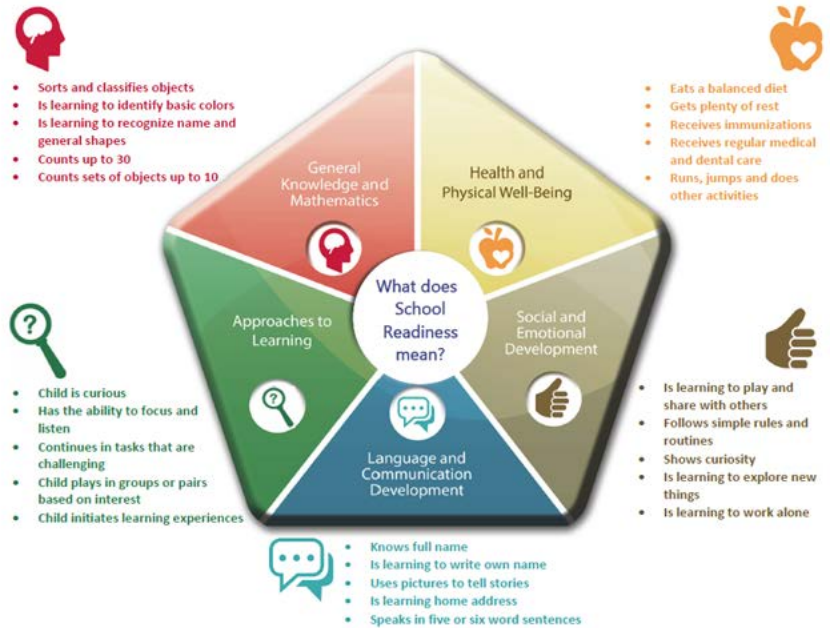 • Sorts and classifies objects
• Is learning to identify basic colors
• Is learning to recognize name and
general shapes
• Counts up to 30
• Counts sets of objects up to 10
• Eats a balanced diet
• Gets plenty of rest
• Receives immunizations
• Receives regular medical
and dental care
• Runs, jumps and does
other activities
General
Knowledge and
Mathematics
Health and
Physical Well-Being
What does
School
Readiness
mean?
Approaches to
Learning
Social and
Emotional
Development
Language and
Communication
Development
?
?
• Child is curious
• Has the ability to focus and
listen
• Continues in tasks that are
challenging
• Child plays in groups or pairs
based on interest
• Child initiates learning experiences
• Is learning to play and
share with others
• Follows simple rules and
routines
• Shows curiosity
• Is learning to explore new
things
• Is learning to work alone
• Knows full name
• Is learning to write own name
• Uses pictures to tell stories
• Is learning home address
• Speaks in five or six word sentences